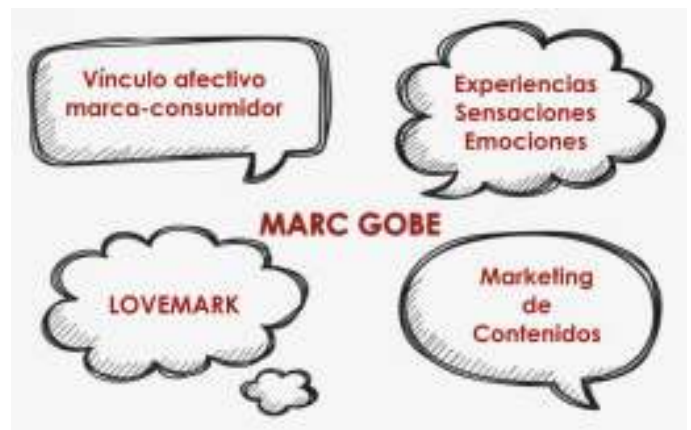 Vínculo afectivo
marca-consumidor
Experiencias
Sensaciones
Emociones
MARC GOBE
LOVEMARK
Marketing
de
Contenidos